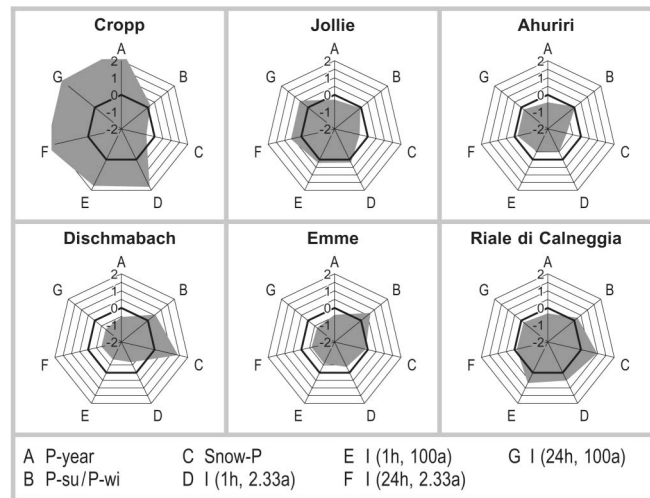 Cropp
A
2
1
0
-1
-2
B
C
D
E
F
G
Jollie
A
2
1
0
-1
-2
B
C
D
E
F
G
Ahuriri
A
2
1
0
-1
-2
B
C
D
E
F
G
Dischmabach
A
2
1
0
-1
-2
B
C
D
E
F
G
Emme
A
2
1
0
-1
-2
B
C
D
E
F
G
Riale di Calneggia
A
2
1
0
-1
-2
B
C
D
E
F
G
A P-year C Snow-P E I (1h, 100a) G I (24h, 100a)
B P-su/P-wi D I (1h, 2.33a) F I (24h, 2.33a)